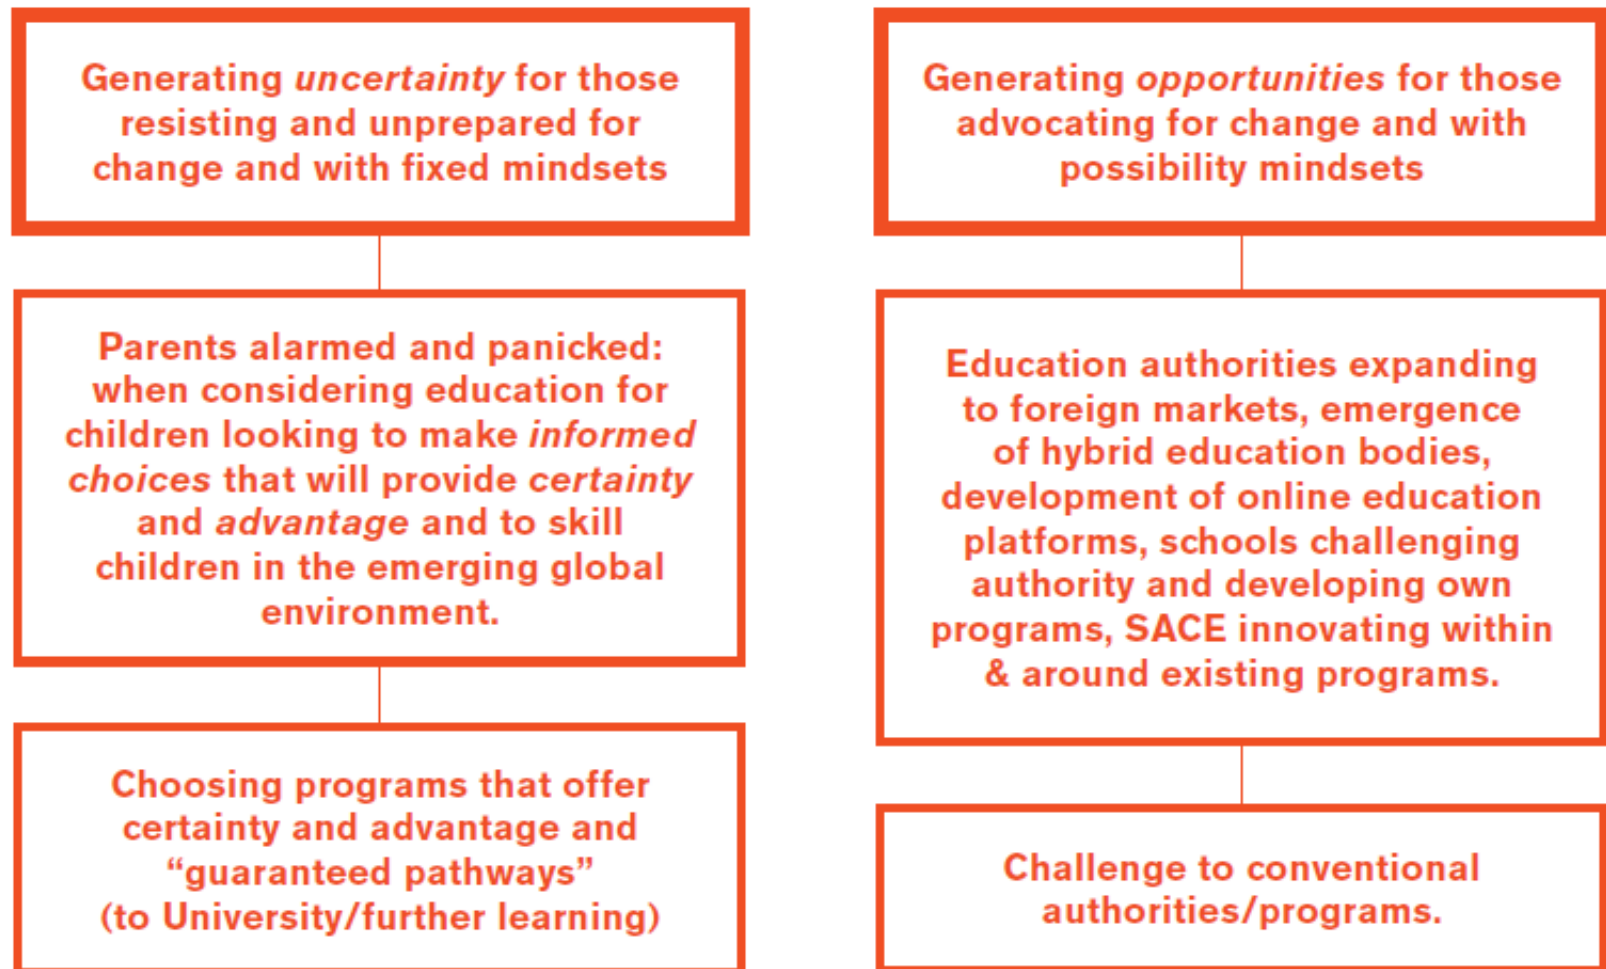 Generating uncertainty for those
resisting and unprepared for
change and with fixed mindsets
Parents alarmed and panicked:
when considering education for
children looking to make informed
choices that will provide certainty
and advantage and to skill
children in the emerging global
environment.
Choosing programs that offer
certainty and advantage and
“guaranteed pathways”
(to University/further learning)
Generating opportunities for those
advocating for change and with
possibility mindsets
Education authorities expanding
to foreign markets, emergence
of hybrid education bodies,
development of online education
platforms, schools challenging
authority and developing own
programs, SACE innovating within
& around existing programs.
Challenge to conventional
authorities/programs.